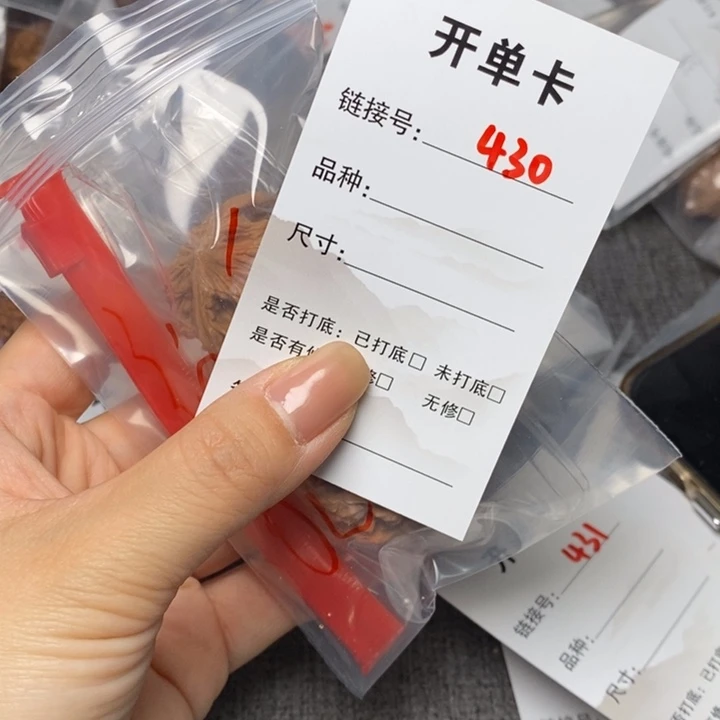 开单卡
链接号: 430
品种:
尺寸:
是否打底: 已打底□ 未打底□
是否有修 修□ 无修□
431
链接号:
品种:
尺寸: